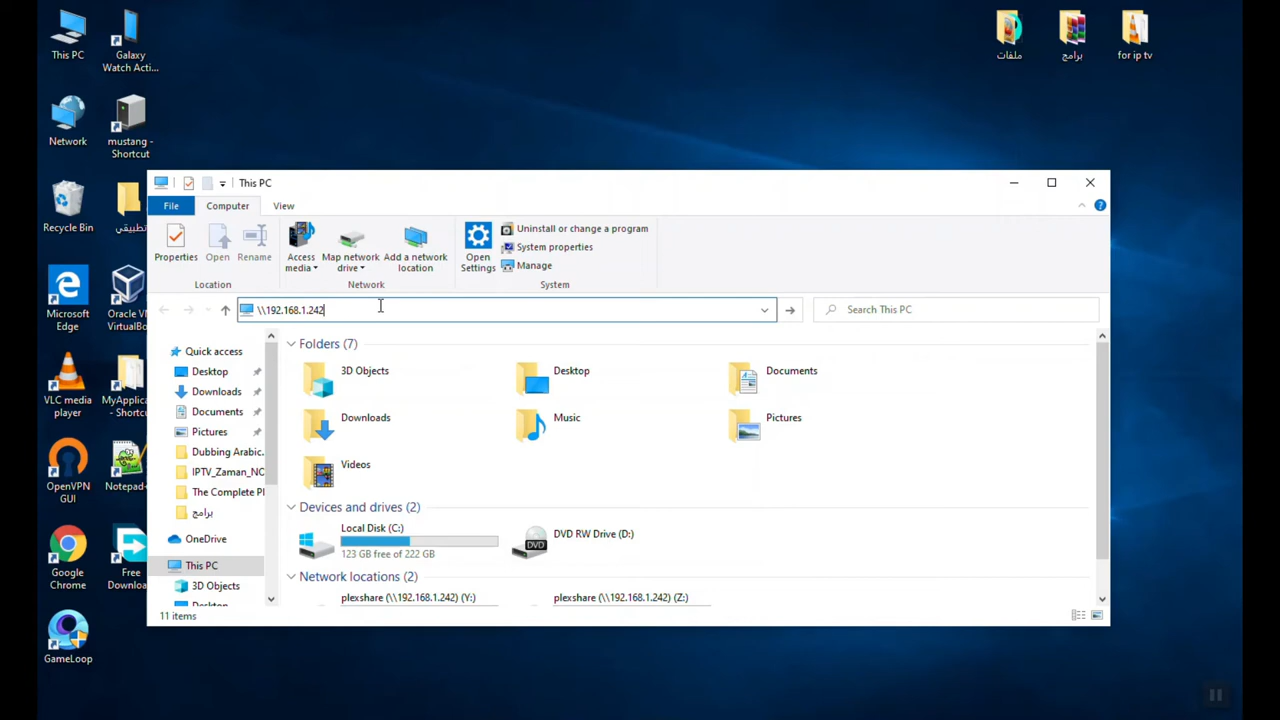 This PC
Galaxy
Watch Acti...
ملفات
برامج
for ip tv
Network
mustang -
Shortcut
Recycle Bin
تطبيقي
Microsoft
Edge
Oracle V
VirtualBo
VLC media
player
MyApplica
- Shortc
OpenVPN
GUI
Notepad+
Google
Chrome
Free
Downloa
GameLoop
This PC
File
Computer
View
Properties
Open
Rename
Access
media
Map network
drive
Add a network
location
Open
Settings
Uninstall or change a program
System properties
Manage
Location
Network
System
\\192.168.1.242
Search This PC
Quick access
Desktop
Downloads
Documents
Pictures
Dubbing Arabic.
IPTV_Zaman_NO
The Complete Pl
برامج
OneDrive
This PC
3D Objects
Desktop
Folders (7)
3D Objects
Desktop
Documents
Downloads
Music
Pictures
Videos
Devices and drives (2)
Local Disk (C:)
123 GB free of 222 GB
DVD
DVD RW Drive (D:)
Network locations (2)
plexshare (\\192.168.1.242) (Y:)
plexshare (\\192.168.1.242) (Z:)
11 items